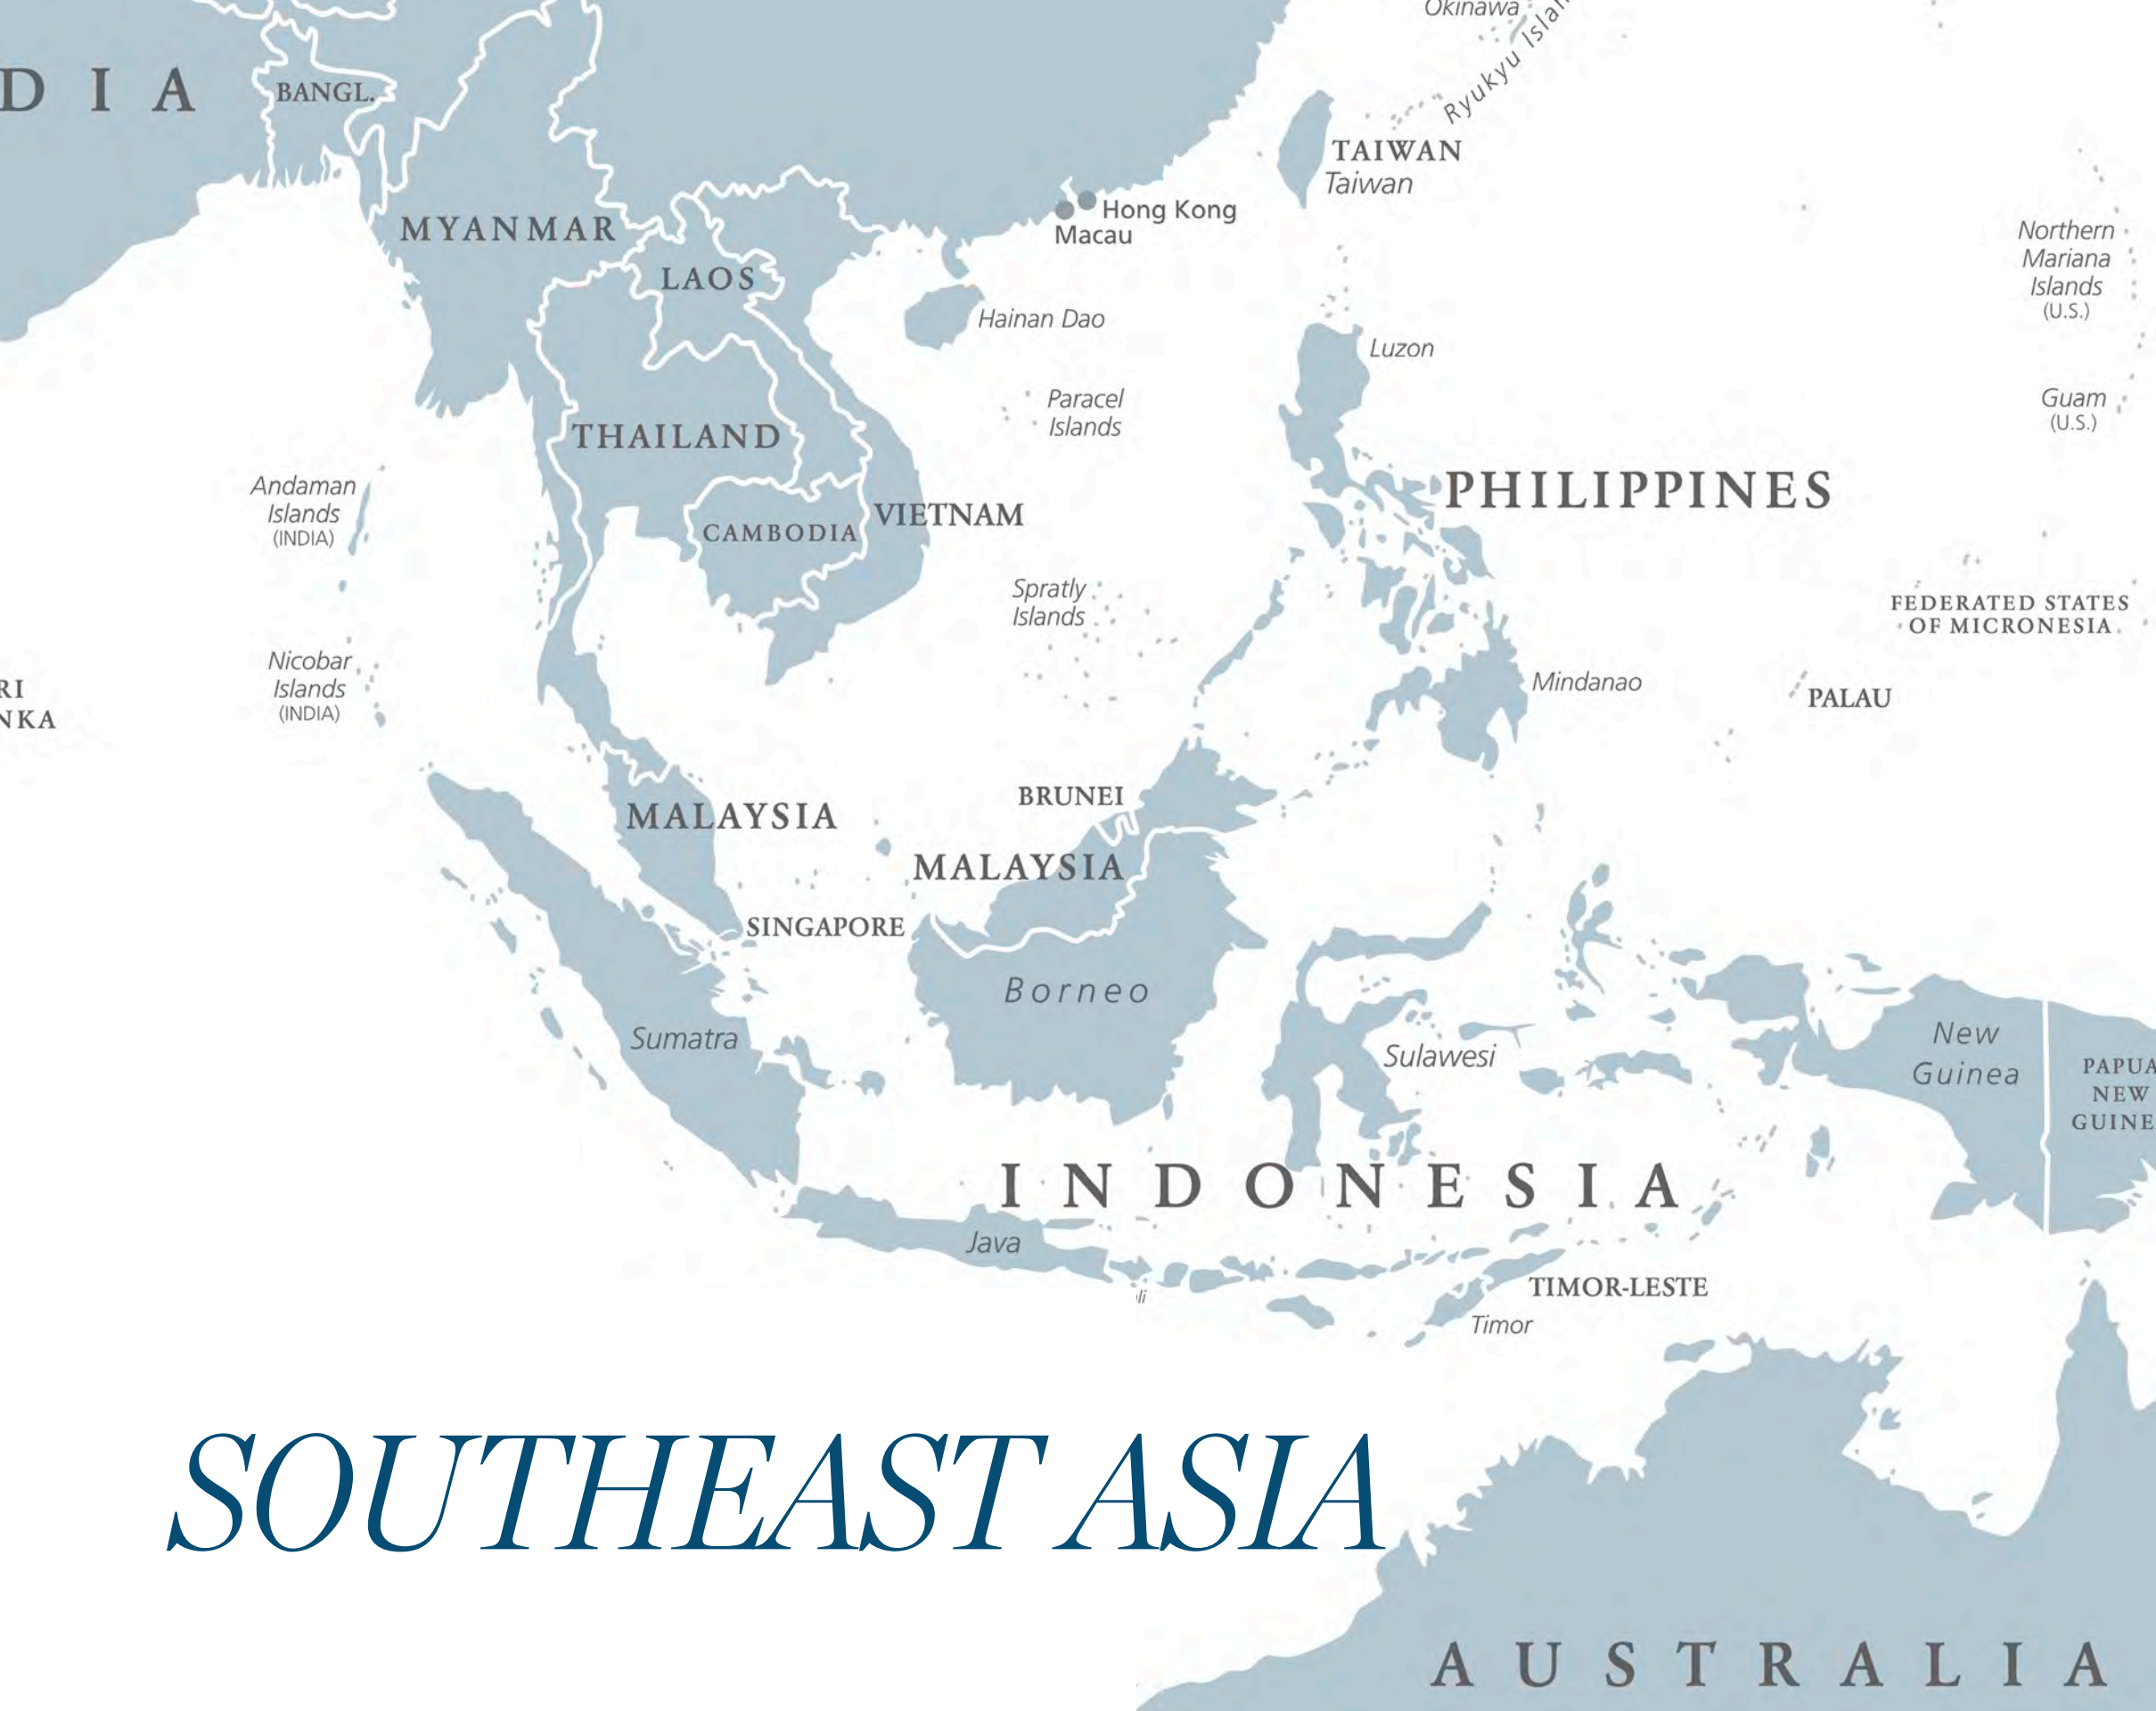 Okinawa
Ryukyu Islan
D I A
BANGL.
TAIWAN
Taiwan
MYANMAR
Hong Kong
Macau
LAOS
Northern
Mariana
Islands
(U.S.)
Hainan Dao
Luzon
Paracel
Islands
Guam
(U.S.)
THAILAND
Andaman
Islands
(INDIA)
PHILIPPINES
VIETNAM
CAMBODIA
Spratly
Islands
FEDERATED STATES
OF MICRONESIA
Nicobar
Islands
(INDIA)
RI
NKA
Mindanao
PALAU
BRUNEI
MALAYSIA
MALAYSIA
SINGAPORE
Borneo
Sumatra
Sulawesi
New
Guinea
PAPUA
NEW
GUINE
INDONESIA
Java
li
TIMOR-LESTE
Timor
SOUTHEAST ASIA
AUSTRALIA